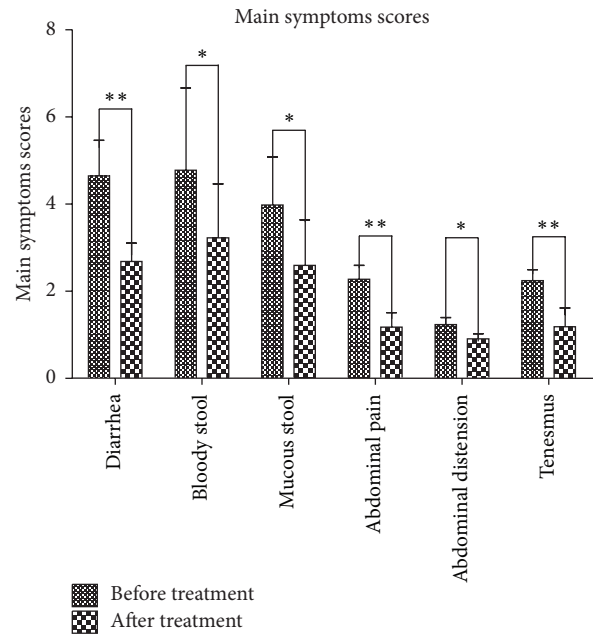 Main symptoms scores
Main symptoms scores
8
6
4
2
0
**
*
*
**
*
**
Diarrhea
Bloody stool
Mucous stool
Abdominal pain
Abdominal distension
Tenesmus
Before treatment
After treatment